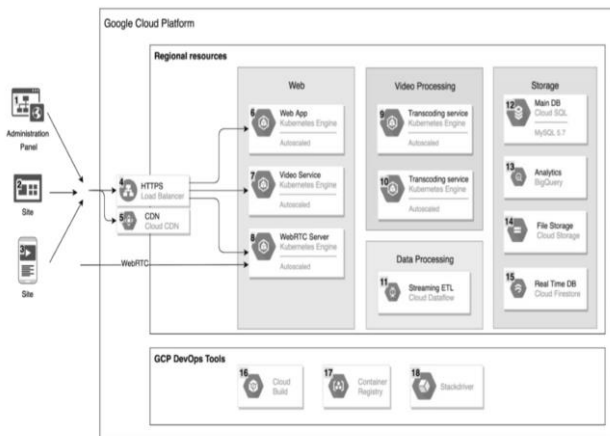 Google Cloud Platform
Regional resources
1
Administration
Panel
2
Site
3
Site
WebRTC
4
HTTPS
Load Balancer
5
CDN
Cloud CDN
Web
6
Web App
Kubernetes Engine
Autoscaled
7
Video Service
Kubernetes Engine
Autoscaled
8
WebRTC Server
Kubernetes Engine
Autoscaled
Video Processing
9
Transcoding service
Kubernetes Engine
Autoscaled
10
Transcoding service
Kubernetes Engine
Autoscaled
Data Processing
11
Streaming ETL
Cloud Dataflow
Storage
12
Main DB
Cloud SQL
MySQL 5.7
13
Analytics
BigQuery
14
File Storage
Cloud Storage
15
Real Time DB
Cloud Firestore
GCP DevOps Tools
16
Cloud
Build
17
Container
Registry
18
Stackdriver